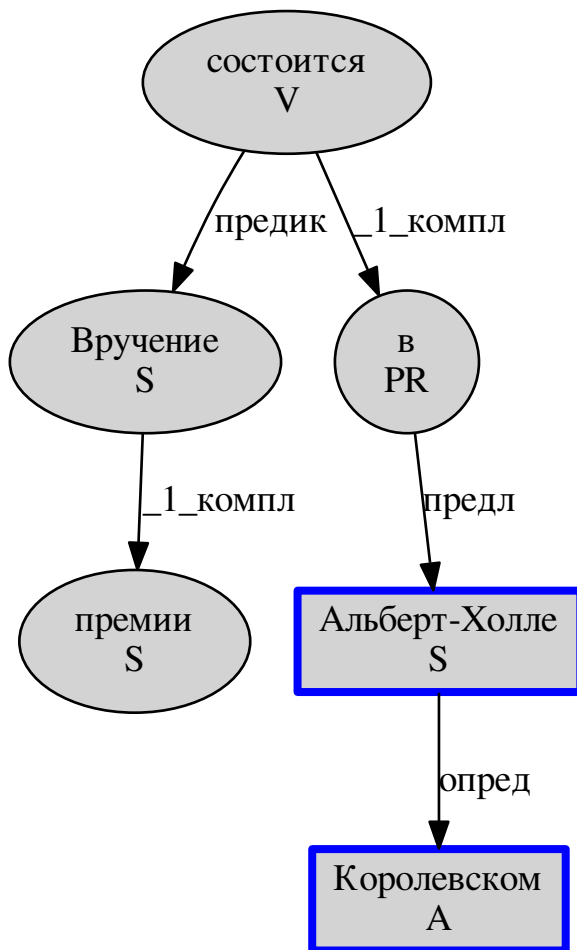 состоится
V
предик
_1_компл
Вручение
S
в
PR
_1_компл
предл
премии
S
Альберт-Холле
S
опред
Королевском
A